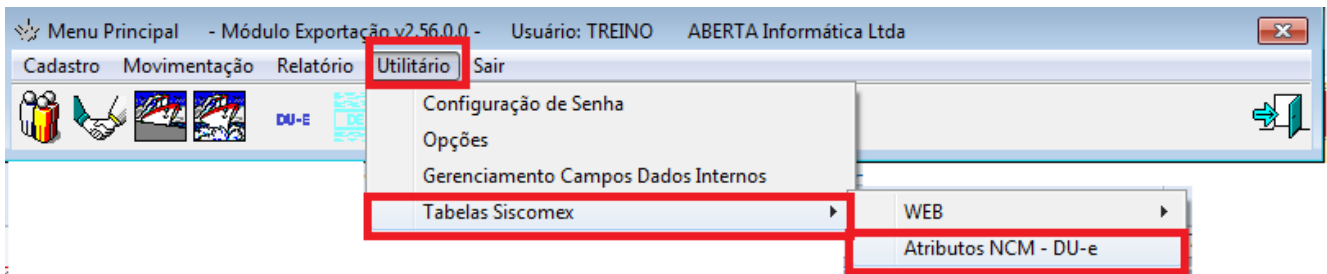 Menu Principal - Módulo Exportação v2.56.0.0 - Usuário: TREINO ABERTA Informática Ltda
Cadastro Movimentação Relatório Utilitário Sair
DU-E DE
Configuração de Senha
Opções
Gerenciamento Campos Dados Internos
Tabelas Siscomex
WEB
Atributos NCM - DU-e